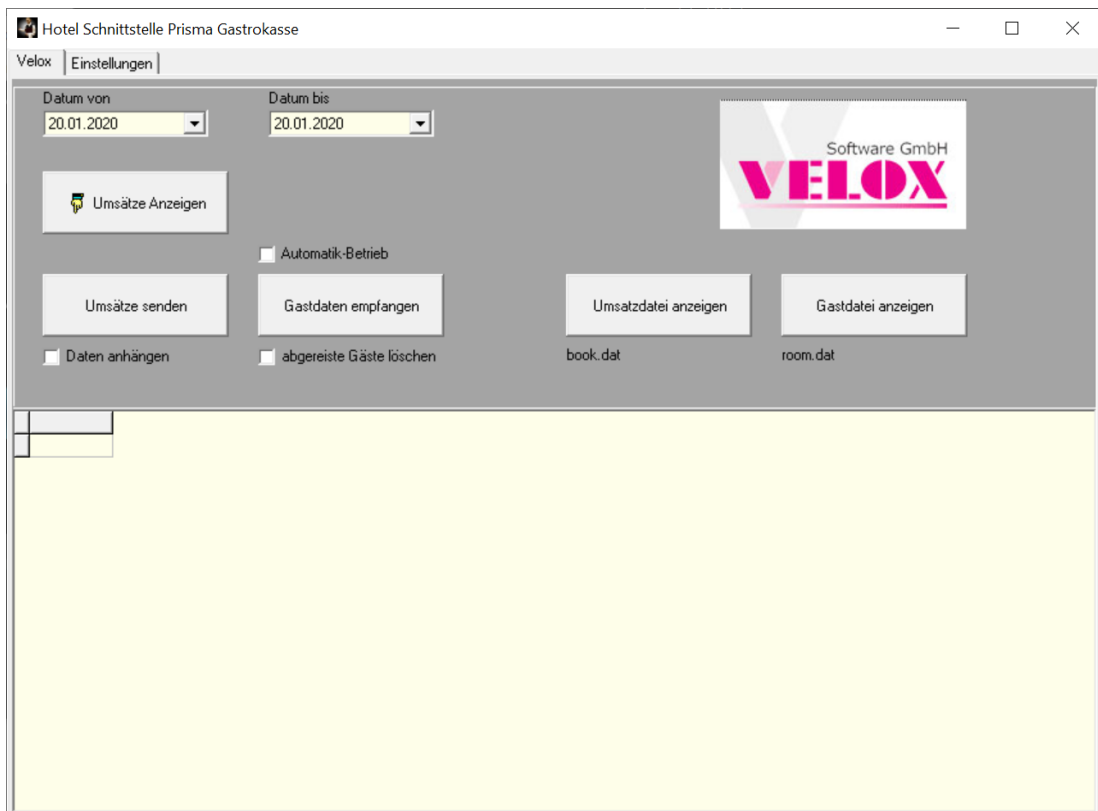 Hotel Schnittstelle Prisma Gastrokasse
Velox Einstellungen
Datum von Datum bis
20.01.2020 20.01.2020
Software GmbH
VELOX
Umsätze Anzeigen
Automatik-Betrieb
Umsätze senden Gastdaten empfangen Umsatzdatei anzeigen Gastdatei anzeigen
Daten anhängen abgereiste Gäste löschen book.dat room.dat